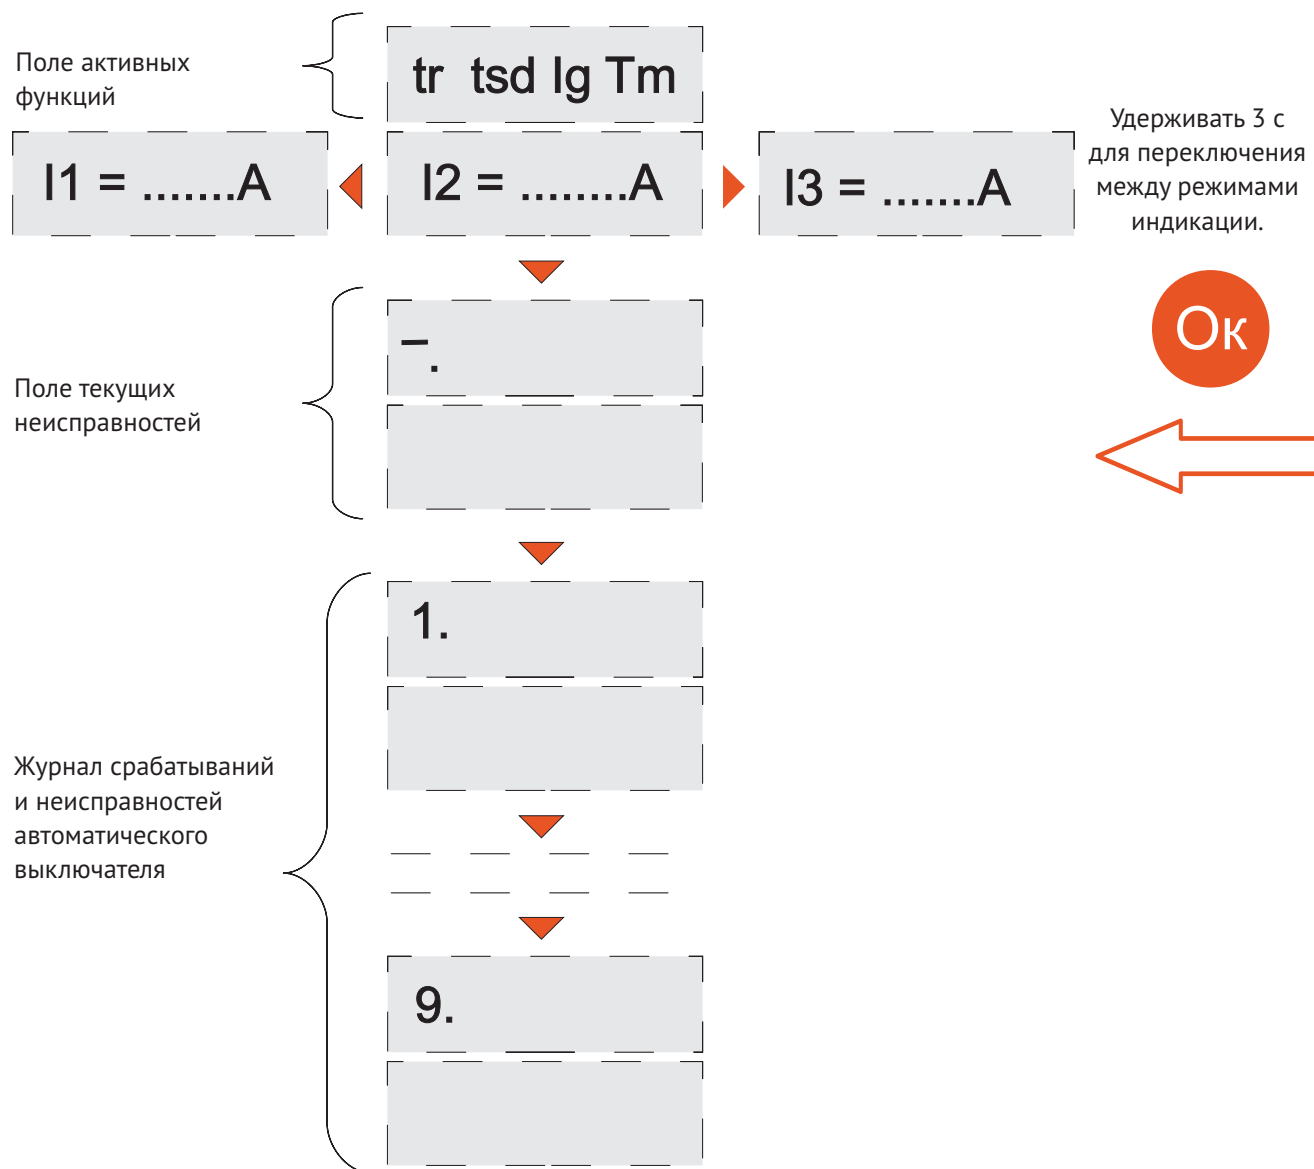 Поле активных
функций
tr tsd Ig Tm
I1 = .......A
I2 = ........A
I3 = .......A
Удерживать 3 с
для переключения
между режимами
индикации.
Ок
Поле текущих
неисправностей
–.
1.
Журнал срабатываний
и неисправностей
автоматического
выключателя
9.